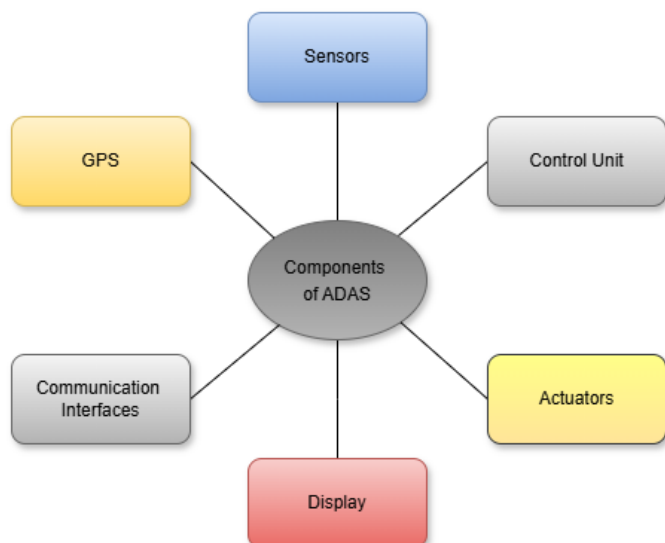 Sensors
GPS
Control Unit
Components
of ADAS
Communication
Interfaces
Actuators
Display